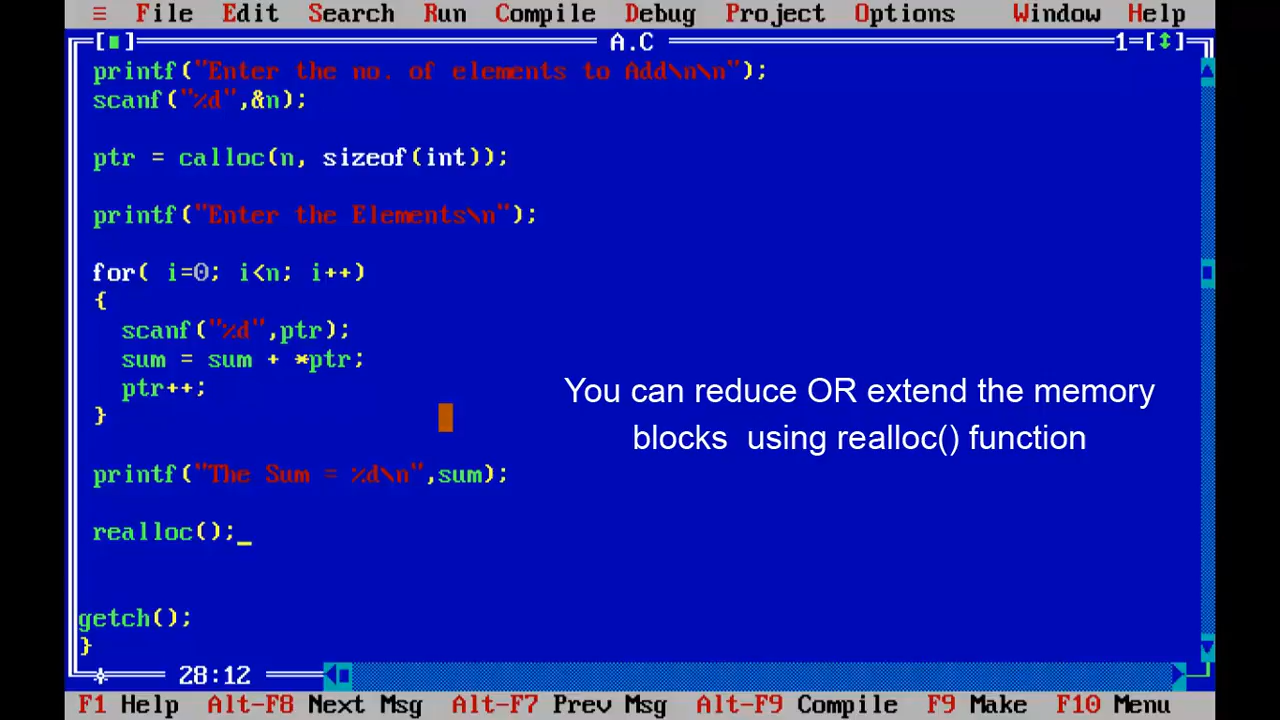 ≡ File Edit Search Run Compile Debug Project Options Window Help
[■] A.C 1=[↕]
printf("Enter the no. of elements to Add\n\n");
scanf("%d",&n);
ptr = calloc(n, sizeof(int));
printf("Enter the Elements\n");
for( i=0; i<n; i++)
{
scanf("%d",ptr);
sum = sum + *ptr;
ptr++;
}
You can reduce OR extend the memory
blocks using realloc() function
printf("The Sum = %d\n",sum);
realloc();_
getch();
}
28:12
F1 Help Alt-F8 Next Msg Alt-F7 Prev Msg Alt-F9 Compile F9 Make F10 Menu